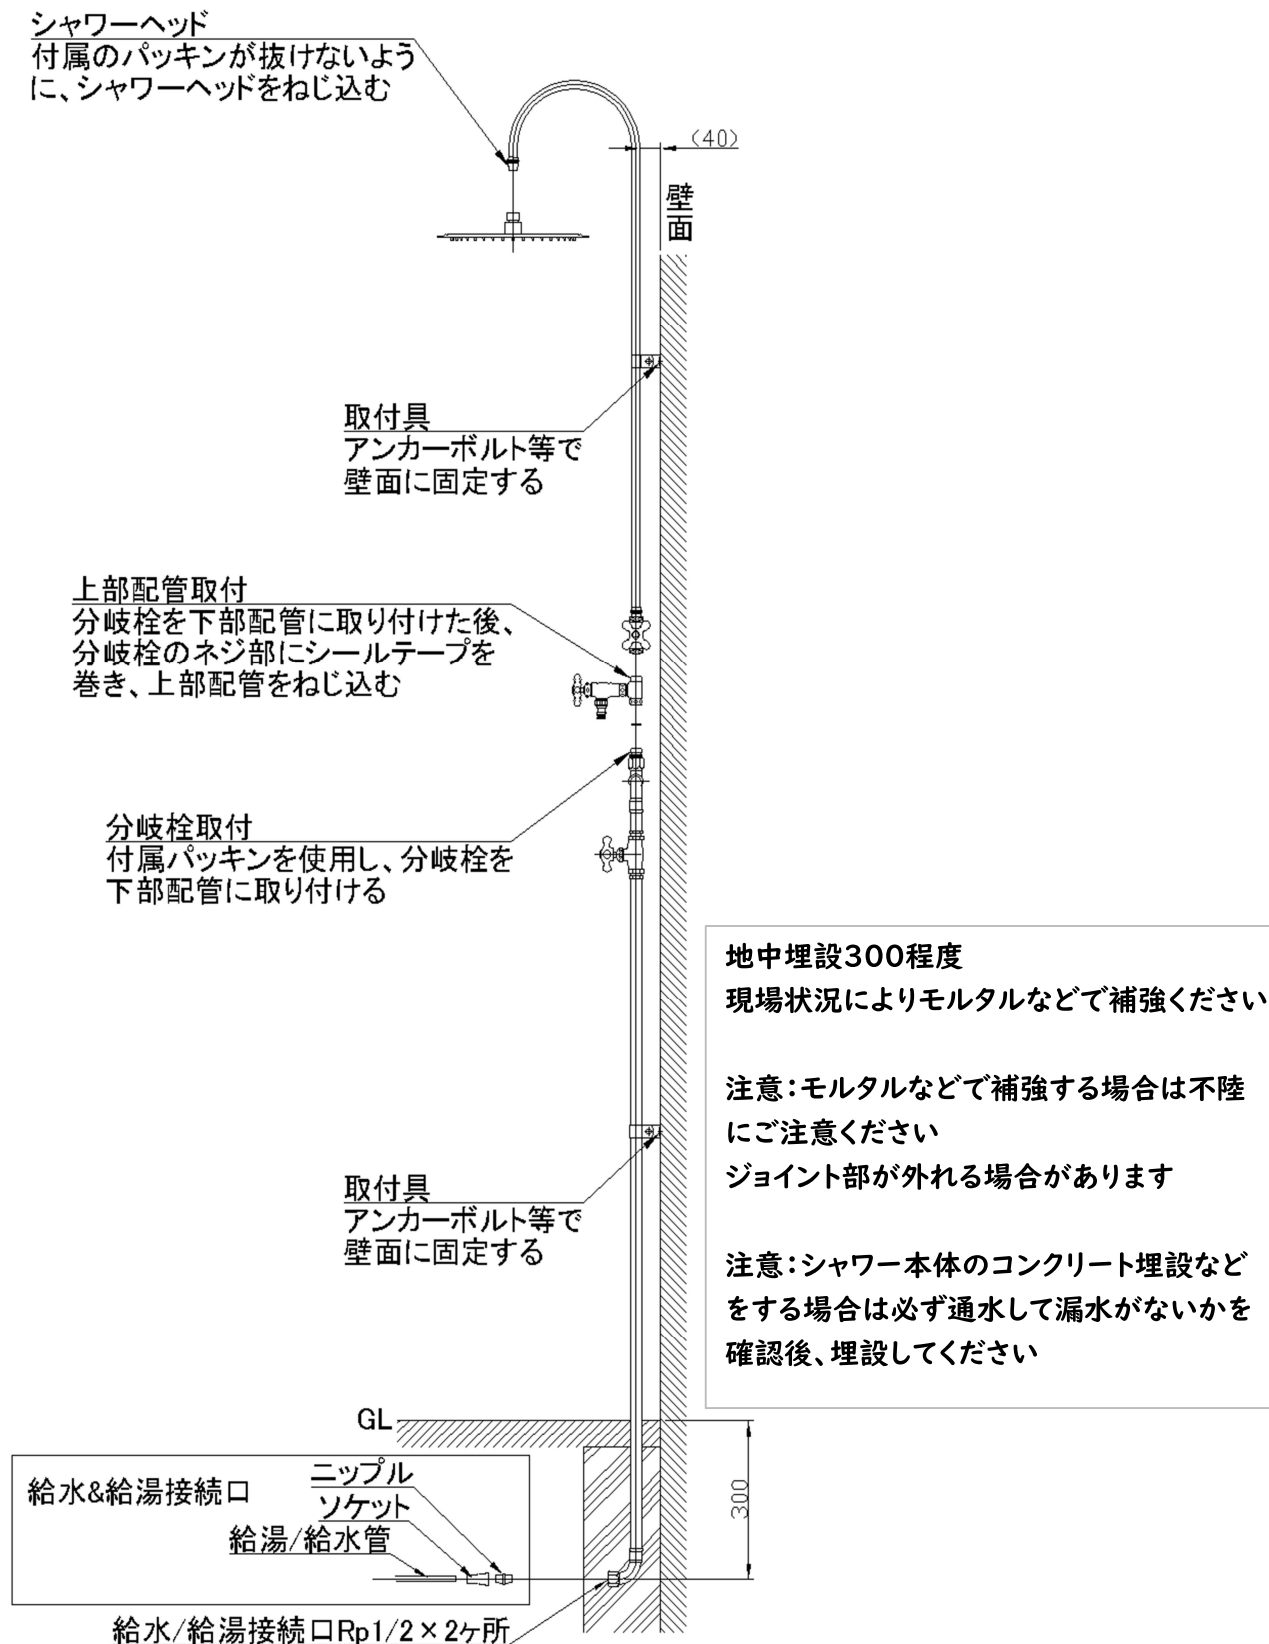 シャワーヘッド
付属のパッキンが抜けないよう
に、シャワーヘッドをねじ込む
(40)
壁面
取付具
アンカーボルト等で
壁面に固定する
上部配管取付
分岐栓を下部配管に取り付けた後、
分岐栓のネジ部にシールテープを
巻き、上部配管をねじ込む
分岐栓取付
付属パッキンを使用し、分岐栓を
下部配管に取り付ける
地中埋設300程度
現場状況によりモルタルなどで補強ください
注意：モルタルなどで補強する場合は不陸
にご注意ください
ジョイント部が外れる場合があります
注意：シャワー本体のコンクリート埋設など
をする場合は必ず通水して漏水がないかを
確認後、埋設してください
取付具
アンカーボルト等で
壁面に固定する
GL
300
給水&給湯接続口
ニップル
ソケット
給湯/給水管
給水/給湯接続口Rp1/2×2ヶ所